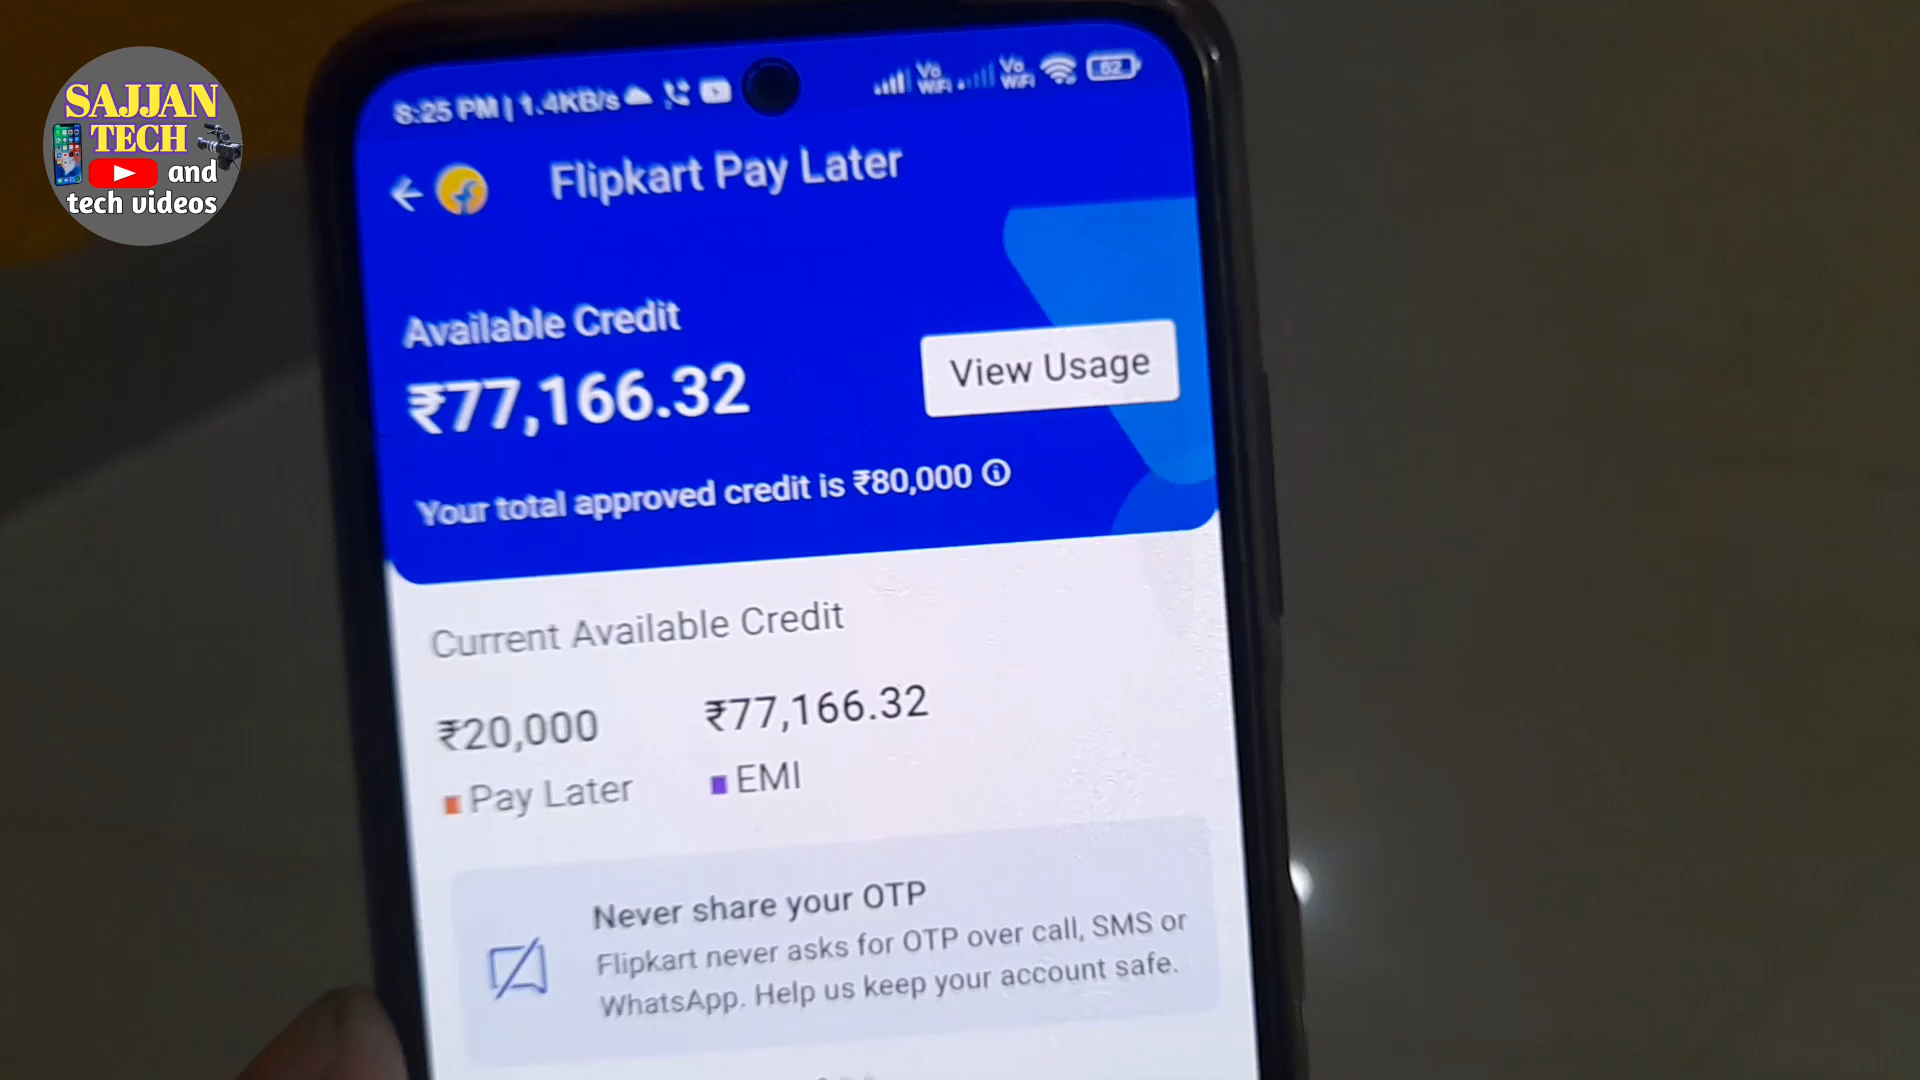 SAJJAN
TECH
and
tech videos
8:25 PM | 1.4KB/s
Vo
WiFi
Vo
WiFi
62
Flipkart Pay Later
Available Credit
₹77,166.32
View Usage
Your total approved credit is ₹80,000
Current Available Credit
₹20,000
₹77,166.32
Pay Later
EMI
Never share your OTP
Flipkart never asks for OTP over call, SMS or
WhatsApp. Help us keep your account safe.